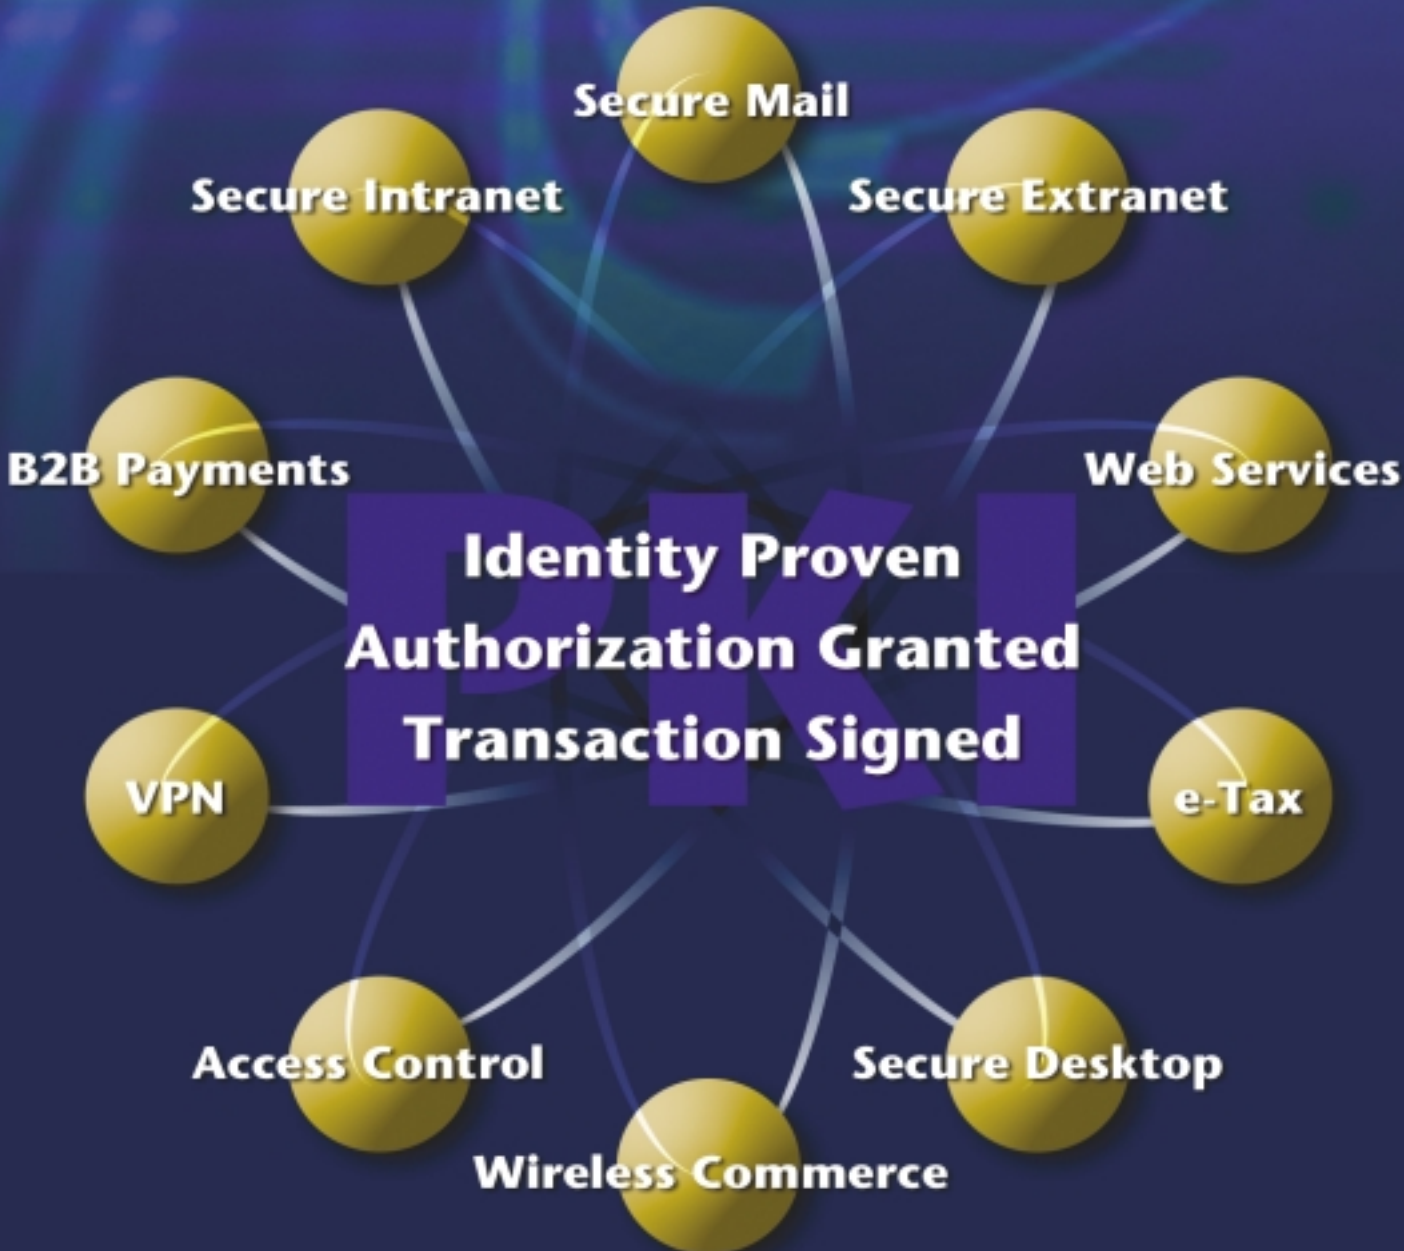 Secure Mail
Secure Intranet
Secure Extranet
B2B Payments
Web Services
PKI
Identity Proven
Authorization Granted
Transaction Signed
VPN
e-Tax
Access Control
Secure Desktop
Wireless Commerce